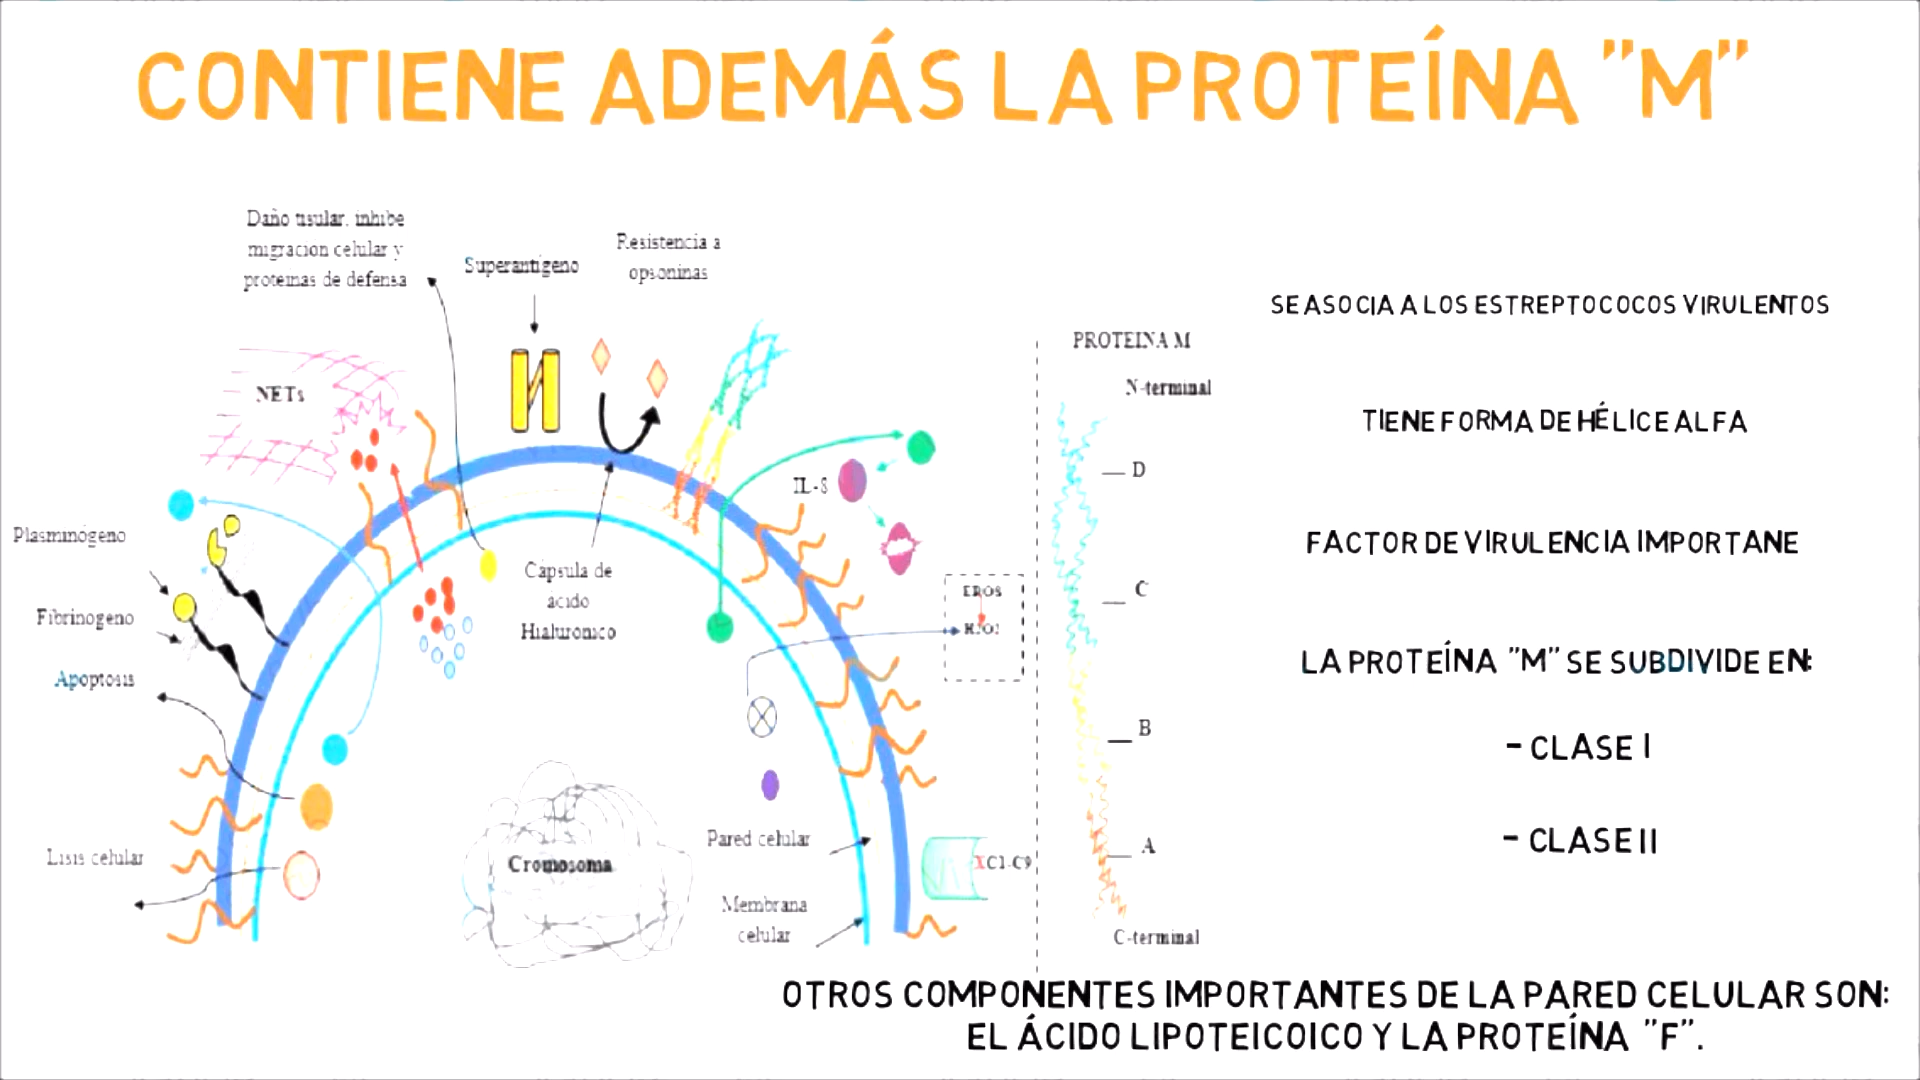 CONTIENE ADEMÁS LA PROTEÍNA "M"
Daño tisular, inhibe
migracion celular y
proteinas de defensa
Superantígeno
Resistencia a
opsoninas
NETs
Plasminógeno
Fibrinogeno
Apoptosis
Lisis celular
Cápsula de
ácido
Hialuronico
IL-8
EROS
Cromosoma
Pared celular
Membrana
celular
C1-C9
PROTEINA M
N-terminal
D
C
B
A
C-terminal
SE ASOCIA A LOS ESTREPTOCOCOS VIRULENTOS
TIENE FORMA DE HÉLICE ALFA
FACTOR DE VIRULENCIA IMPORTANE
LA PROTEÍNA "M" SE SUBDIVIDE EN:
- CLASE I
- CLASE II
OTROS COMPONENTES IMPORTANTES DE LA PARED CELULAR SON:
EL ÁCIDO LIPOTEICOICO Y LA PROTEÍNA "F".